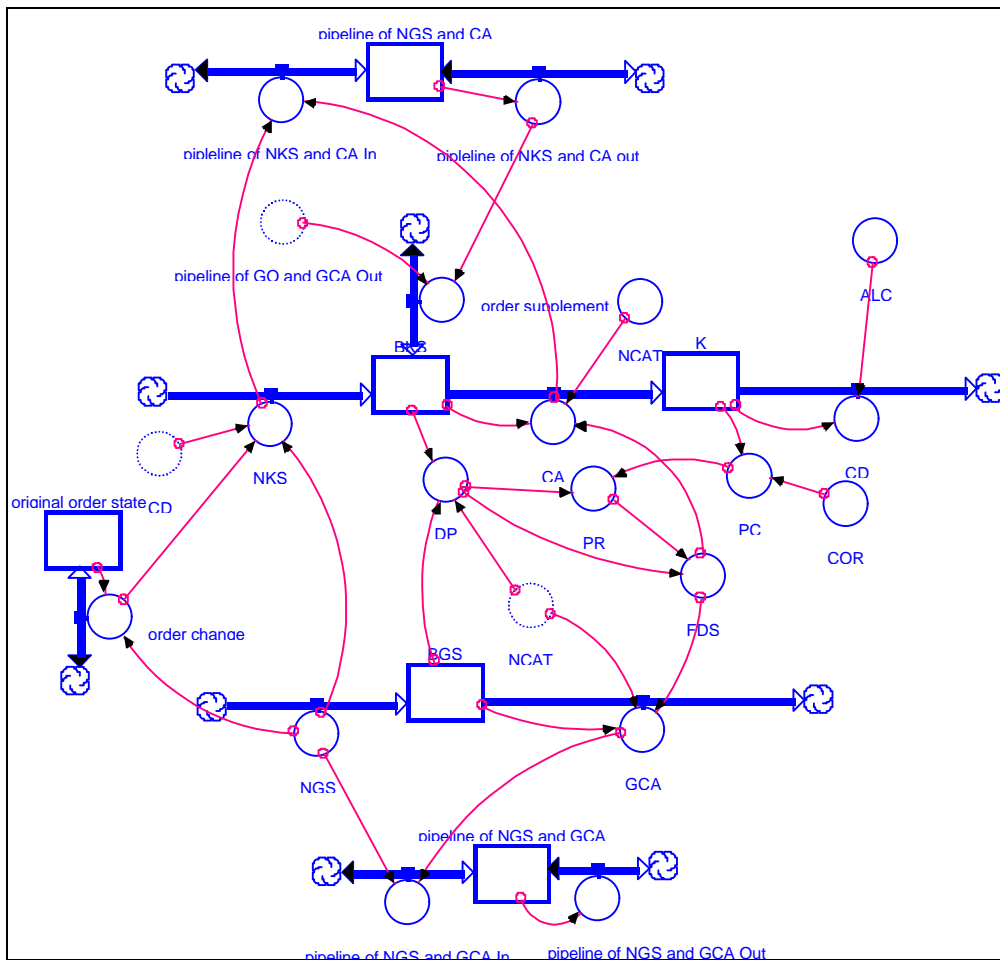 pipeline of NGS and CA
pipleline of NKS and CA In
pipleline of NKS and CA out
pipeline of GO and GCA Out
order supplement
ALC
NCAT
K
NKS
CD
original order state
CA
CD
DP
PR
PC
COR
order change
BGS
NCAT
FDS
NGS
GCA
pipeline of NGS and GCA
pipeline of NGS and GCA In
pipeline of NGS and GCA Out